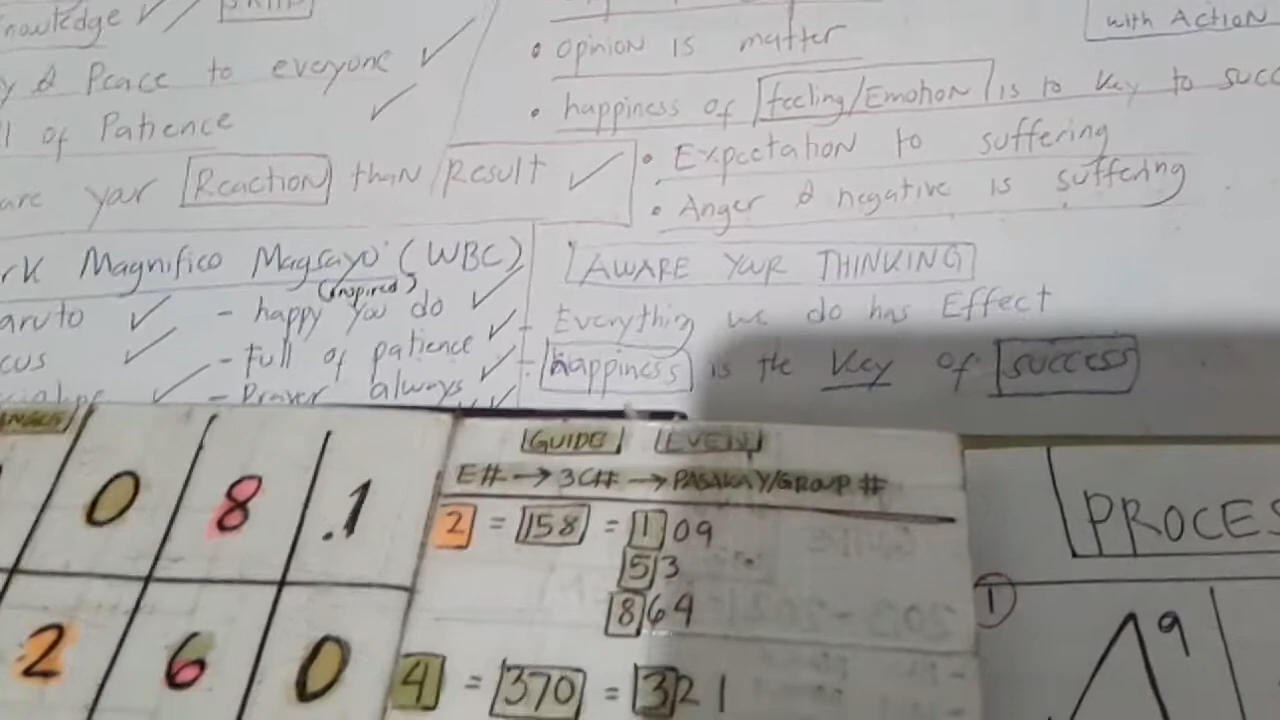 knowledge
Peace to everyone
of Patience
your Reaction than Result
Magnifico Magsayo (WBC)
(inspired)
- happy you do
- Full of patience
- Prayer always
with Action
• opinion is matter
• happiness of feeling/Emotion is to key to
• Expectation to suffering
• Anger & negative is suffering
AWARE YOUR THINKING
- Everything we do has Effect
- happiness is the key of success
0 8 .1
2 6 0
GUIDE EVEN
E# → 3C# → PASAKAY/GROUP #
2 = 158 = 109
53
864
4 = 370 = 321
PROCES
1
9